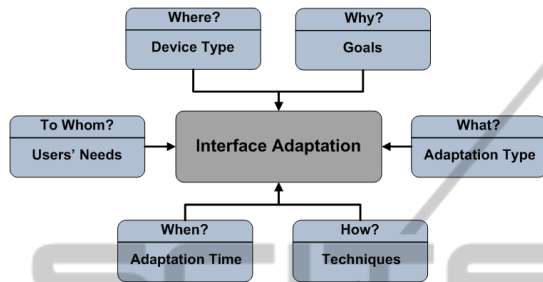 Where?
Device Type
Why?
Goals
To Whom?
Users' Needs
Interface Adaptation
What?
Adaptation Type
When?
Adaptation Time
How?
Techniques